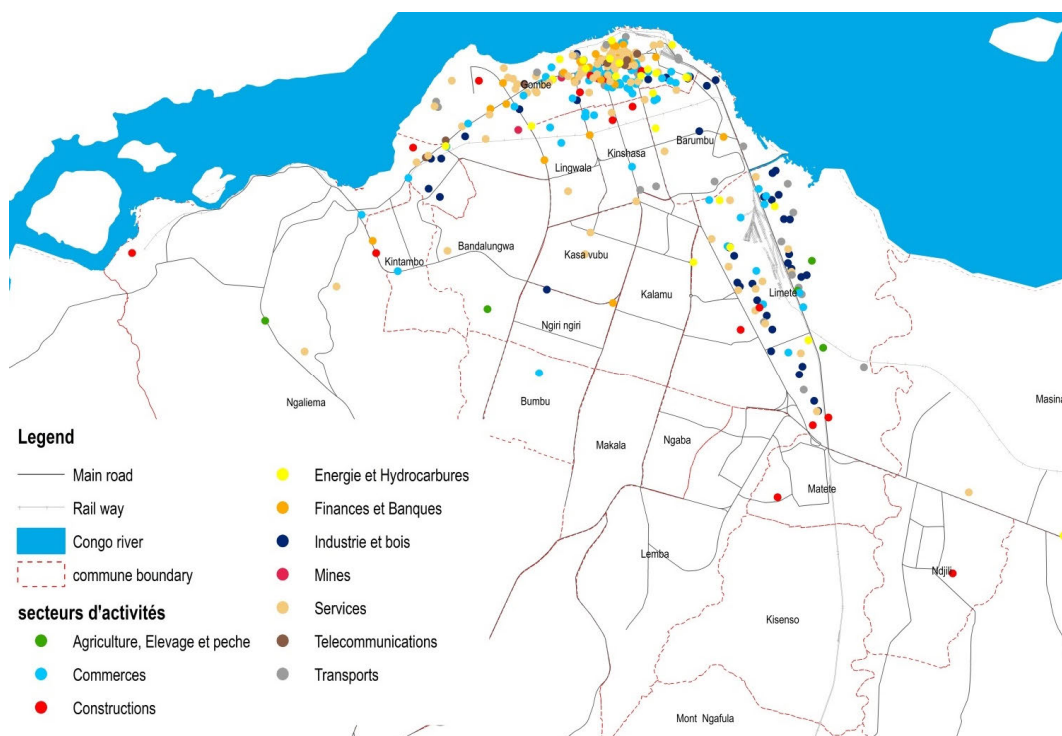 Gombe
Barumbu
Kinshasa
Lingwala
Bandalungwa
Kasa vubu
Kintambo
Kalamu
Limete
Ngiri ngiri
Ngaliema
Bumbu
Masina
Makala
Ngaba
Matete
Lemba
Ndjili
Kisenso
Mont Ngafula
Legend
Main road
Rail way
Congo river
commune boundary
secteurs d'activités
Agriculture, Elevage et peche
Commerces
Constructions
Energie et Hydrocarbures
Finances et Banques
Industrie et bois
Mines
Services
Telecommunications
Transports